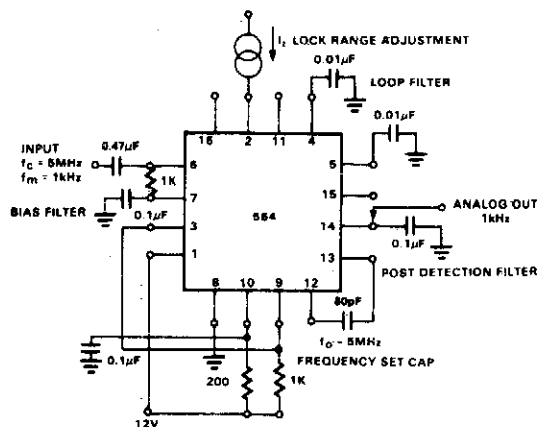 I₂ LOCK RANGE ADJUSTMENT
0.01µF
LOOP FILTER
0.01µF
16 2 11 4
INPUT
fC = 5MHz
fm = 1kHz
0.47µF
1K
BIAS FILTER
0.1µF
6
7
3
1
564
5
15
14
13
ANALOG OUT
1kHz
0.1µF
POST DETECTION FILTER
8 10 9 12
80pF
fO - 5MHz
FREQUENCY SET CAP
0.1µF
200
1K
12V